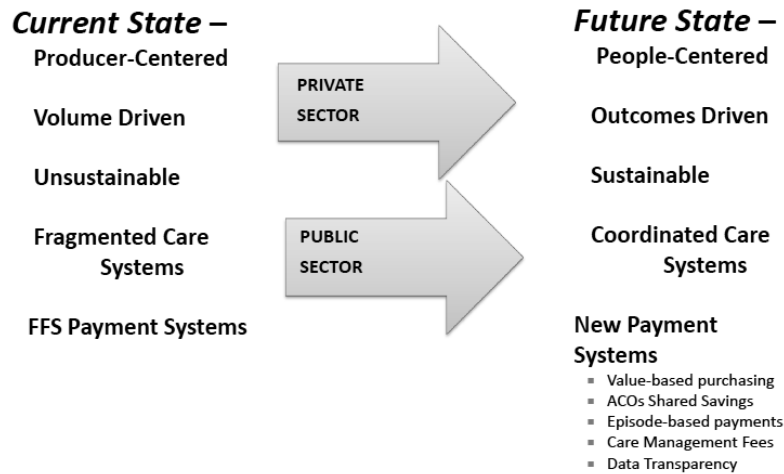 Current State –
Producer-Centered
Volume Driven
Unsustainable
Fragmented Care
Systems
FFS Payment Systems
PRIVATE
SECTOR
PUBLIC
SECTOR
Future State –
People-Centered
Outcomes Driven
Sustainable
Coordinated Care
Systems
New Payment
Systems
▪ Value-based purchasing
▪ ACOs Shared Savings
▪ Episode-based payments
▪ Care Management Fees
▪ Data Transparency